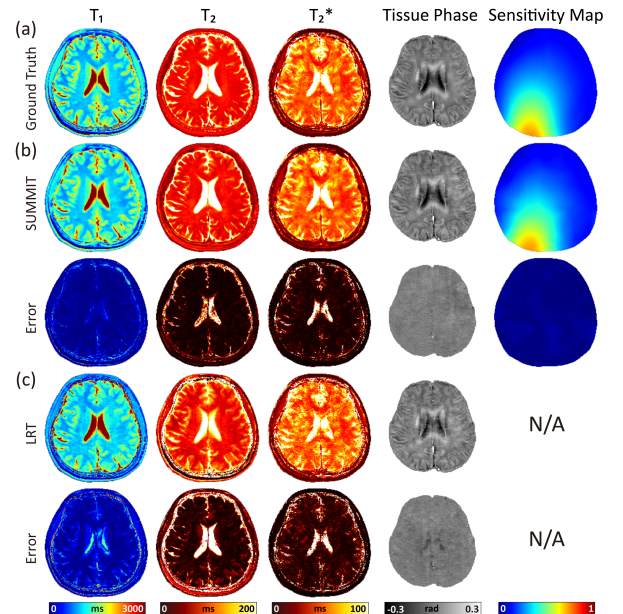 T₁ T₂ T₂* Tissue Phase Sensitivity Map
(a)
Ground Truth
(b)
SUMMIT
Error
(c)
LRT
N/A
Error
N/A
0 ms 3000 0 ms 200 0 ms 100 -0.3 rad 0.3 0 1